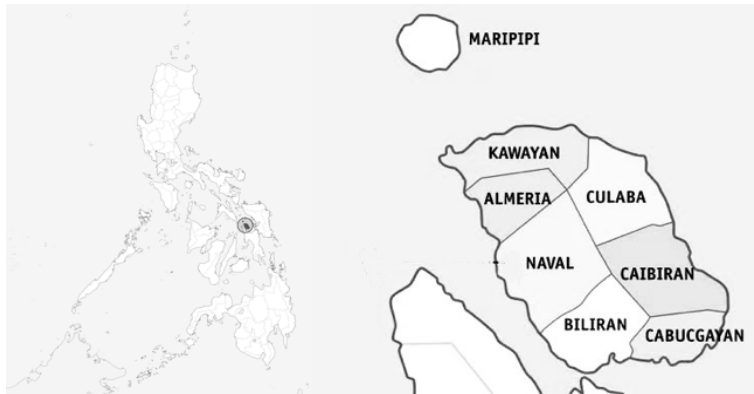 MARIPIPI
KAWAYAN
ALMERIA
CULABA
NAVAL
CAIBIRAN
BILIRAN
CABUCGAYAN